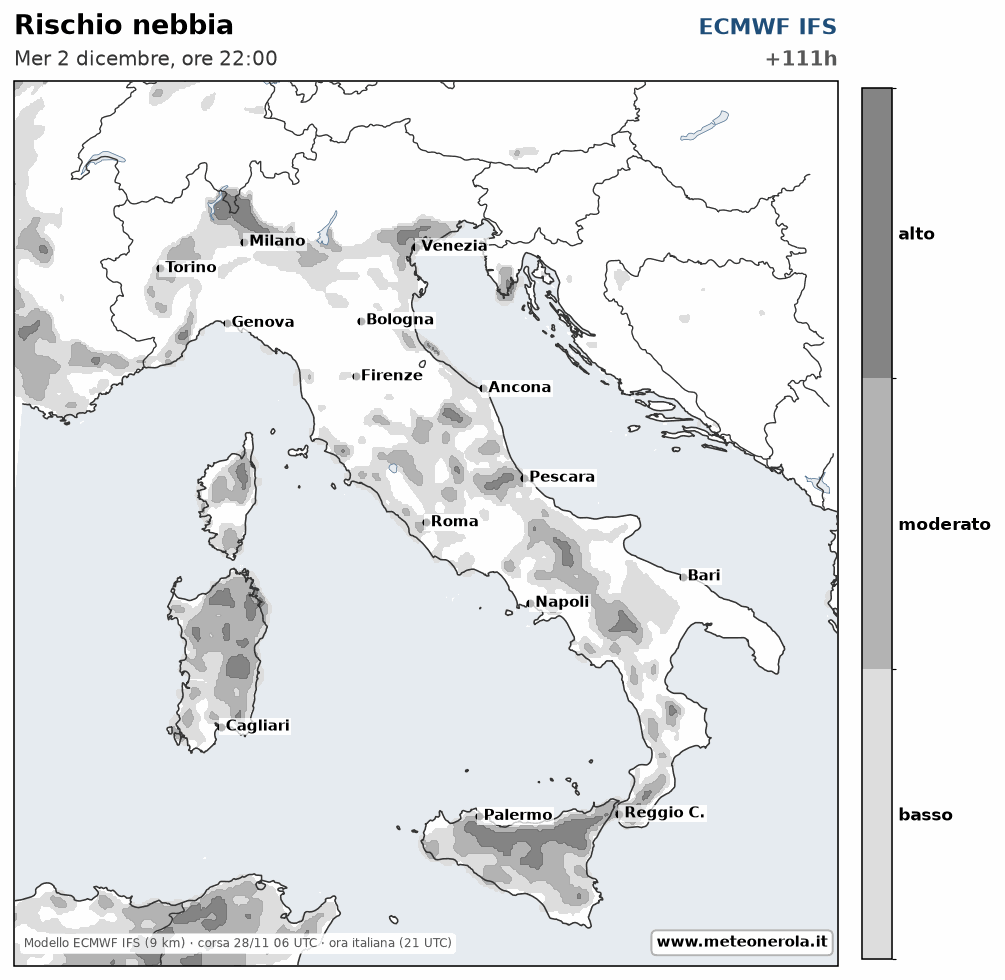 Rischio nebbia
ECMWF IFS
Mer 2 dicembre, ore 22:00
+111h
alto
moderato
basso
Milano
Venezia
Torino
Genova
Bologna
Firenze
Ancona
Pescara
Roma
Bari
Napoli
Cagliari
Palermo
Reggio C.
Modello ECMWF IFS (9 km) · corsa 28/11 06 UTC · ora italiana (21 UTC)
www.meteonerola.it